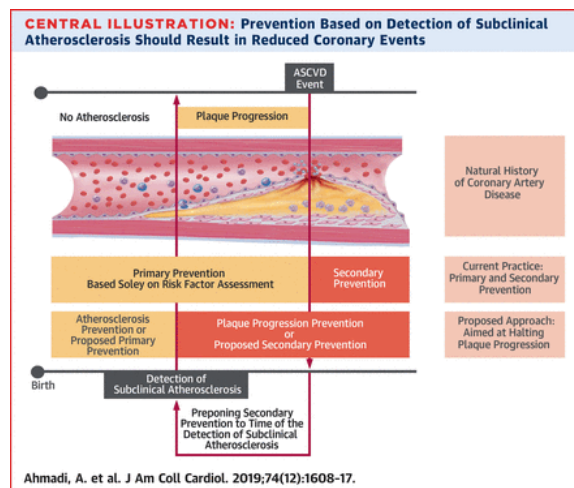 CENTRAL ILLUSTRATION: Prevention Based on Detection of Subclinical
Atherosclerosis Should Result in Reduced Coronary Events
ASCVD
Event
No Atherosclerosis
Plaque Progression
Natural History
of Coronary Artery
Disease
Primary Prevention
Based Soley on Risk Factor Assessment
Secondary
Prevention
Current Practice:
Primary and Secondary
Prevention
Atherosclerosis
Prevention or
Proposed Primary
Prevention
Plaque Progression Prevention
or
Proposed Secondary Prevention
Proposed Approach:
Aimed at Halting
Plaque Progression
Birth
Detection of
Subclinical Atherosclerosis
Preponing Secondary
Prevention to Time of the
Detection of Subclinical
Atherosclerosis
Ahmadi, A. et al. J Am Coll Cardiol. 2019;74(12):1608-17.